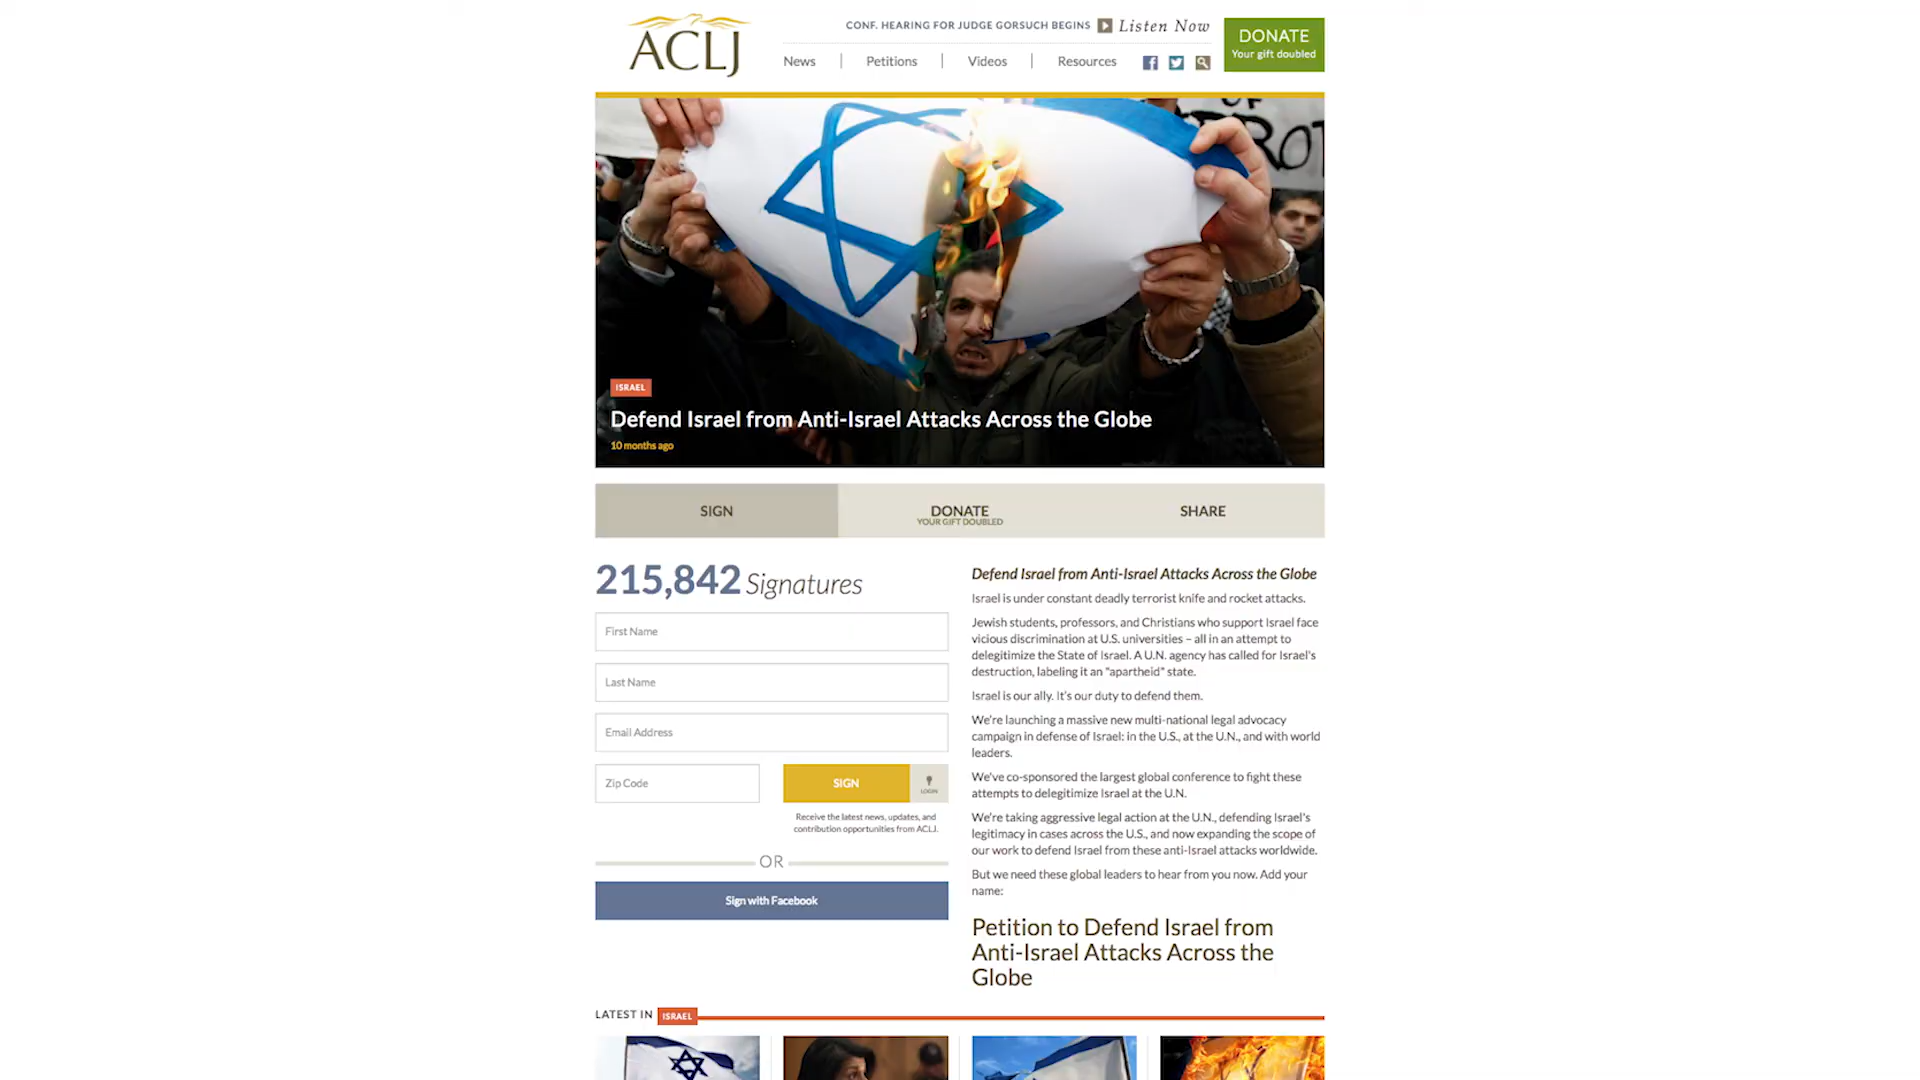 ACLJ
CONF. HEARING FOR JUDGE GORSUCH BEGINS Listen Now
DONATE
Your gift doubled
News
Petitions
Videos
Resources
ISRAEL
Defend Israel from Anti-Israel Attacks Across the Globe
10 months ago
SIGN
DONATE
YOUR GIFT DOUBLED
SHARE
215,842 Signatures
First Name
Last Name
Email Address
Zip Code
SIGN
LOGIN
Receive the latest news, updates, and
contribution opportunities from ACLJ.
OR
Sign with Facebook
Defend Israel from Anti-Israel Attacks Across the Globe
Israel is under constant deadly terrorist knife and rocket attacks.
Jewish students, professors, and Christians who support Israel face
vicious discrimination at U.S. universities – all in an attempt to
delegitimize the State of Israel. A U.N. agency has called for Israel's
destruction, labeling it an "apartheid" state.
Israel is our ally. It's our duty to defend them.
We're launching a massive new multi-national legal advocacy
campaign in defense of Israel: in the U.S., at the U.N., and with world
leaders.
We've co-sponsored the largest global conference to fight these
attempts to delegitimize Israel at the U.N.
We're taking aggressive legal action at the U.N., defending Israel's
legitimacy in cases across the U.S., and now expanding the scope of
our work to defend Israel from these anti-Israel attacks worldwide.
But we need these global leaders to hear from you now. Add your
name:
Petition to Defend Israel from
Anti-Israel Attacks Across the
Globe
LATEST IN ISRAEL